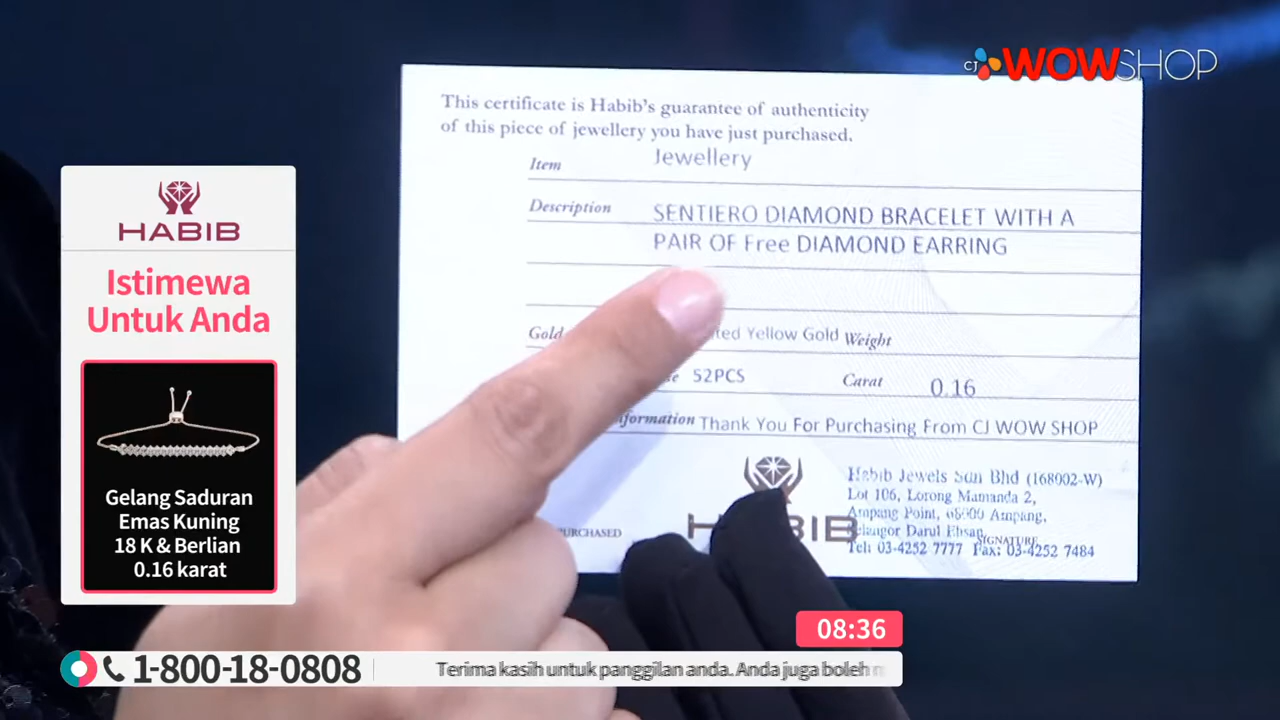 CJ WOWSHOP
This certificate is Habib's guarantee of authenticity
of this piece of jewellery you have just purchased.
Item Jewellery
Description SENTIERO DIAMOND BRACELET WITH A
PAIR OF Free DIAMOND EARRING
Gold Yellow Gold Weight
52PCS Carat 0.16
Thank You For Purchasing From CJ WOW SHOP
Habib Jewels Sdn Bhd (168002-W)
Lot 106, Lorong Mamanda 2,
Ampang Point, 68000 Ampang,
Selangor Darul Ehsan
SIGNATURE
Tel: 03-4252 7777 Fax: 03-4252 7484
PURCHASED
HABIB
HABIB
Istimewa
Untuk Anda
Gelang Saduran
Emas Kuning
18 K & Berlian
0.16 karat
08:36
1-800-18-0808
Terima kasih untuk panggilan anda. Anda juga boleh